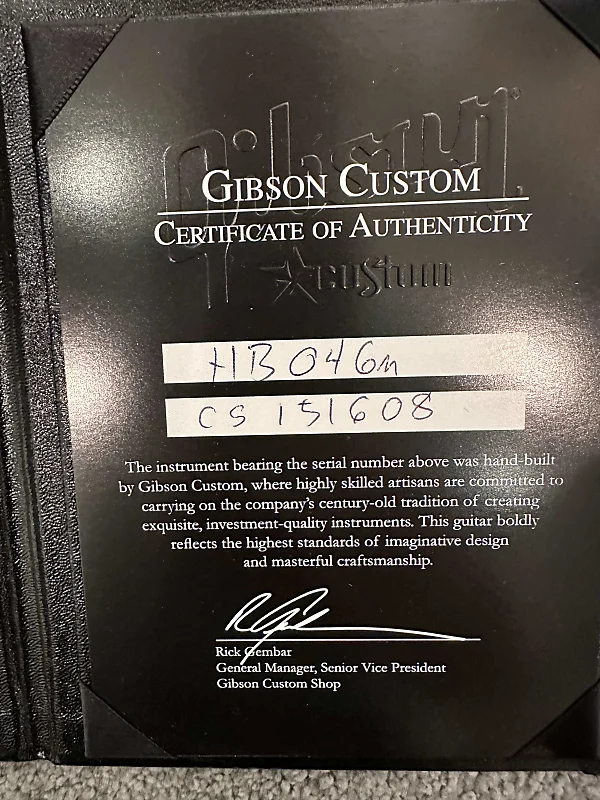 Gibson
GIBSON CUSTOM
CERTIFICATE OF AUTHENTICITY
CUSTOM
HB 046m
CS 151608
The instrument bearing the serial number above was hand-built
by Gibson Custom, where highly skilled artisans are committed to
carrying on the company's century-old tradition of creating
exquisite, investment-quality instruments. This guitar boldly
reflects the highest standards of imaginative design
and masterful craftsmanship.
Rick Gembar
General Manager, Senior Vice President
Gibson Custom Shop